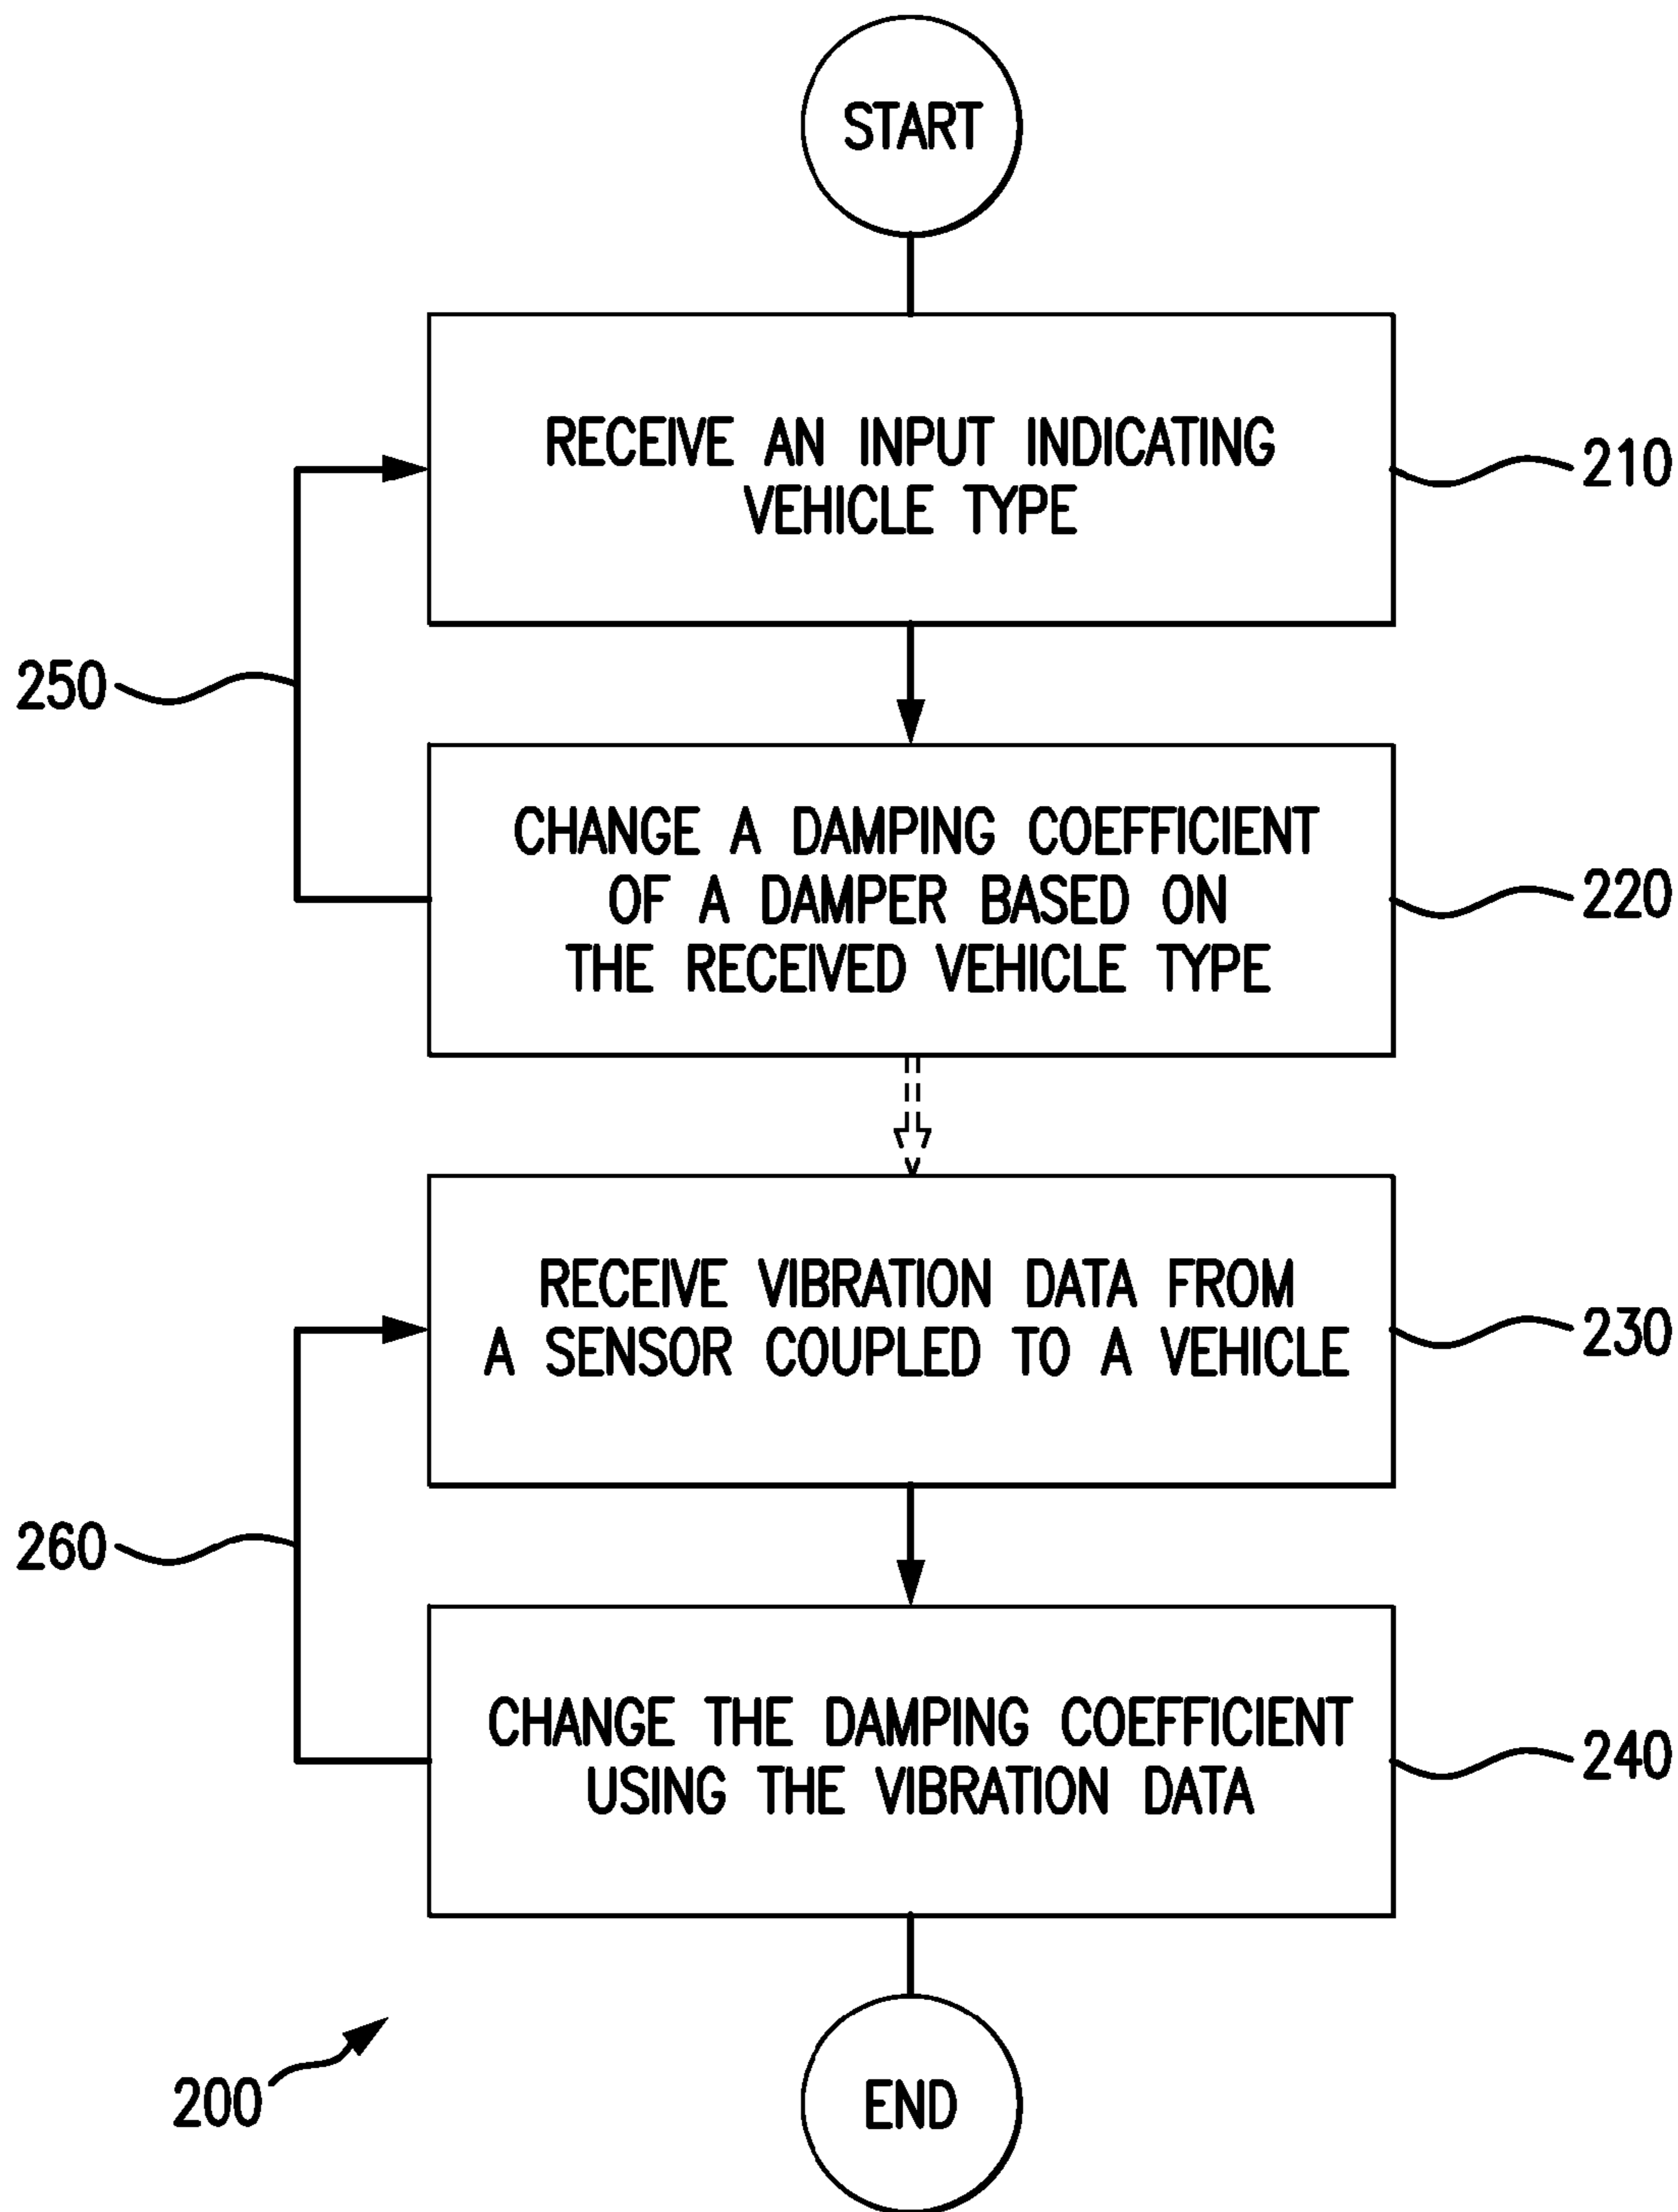 START
RECEIVE AN INPUT INDICATING
VEHICLE TYPE
210
250
CHANGE A DAMPING COEFFICIENT
OF A DAMPER BASED ON
THE RECEIVED VEHICLE TYPE
220
RECEIVE VIBRATION DATA FROM
A SENSOR COUPLED TO A VEHICLE
230
260
CHANGE THE DAMPING COEFFICIENT
USING THE VIBRATION DATA
240
200
END